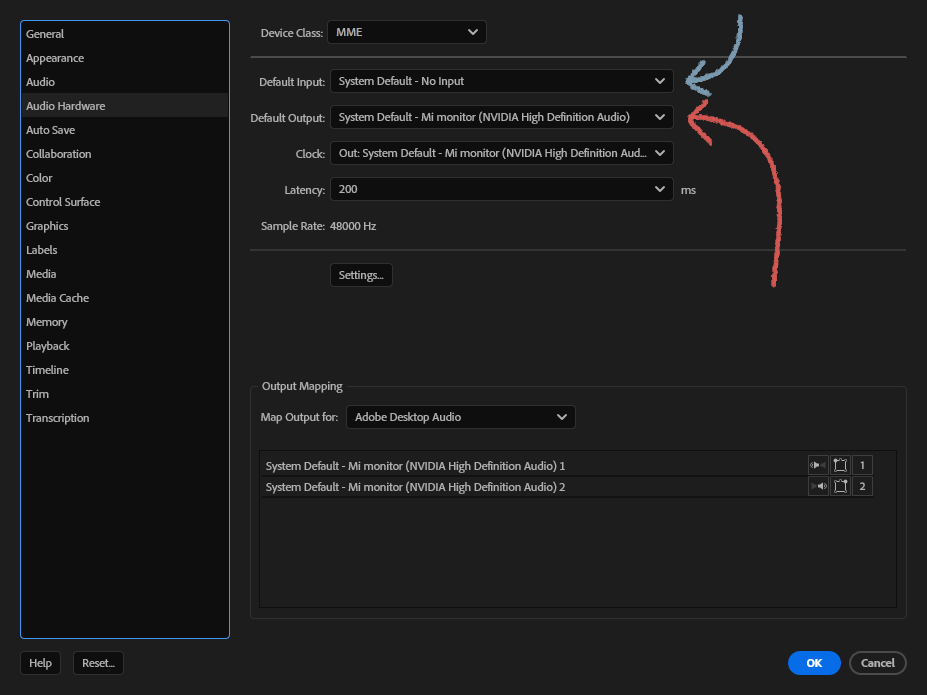 General
Appearance
Audio
Audio Hardware
Auto Save
Collaboration
Color
Control Surface
Graphics
Labels
Media
Media Cache
Memory
Playback
Timeline
Trim
Transcription
Device Class: MME
Default Input: System Default - No Input
Default Output: System Default - Mi monitor (NVIDIA High Definition Audio)
Clock: Out: System Default - Mi monitor (NVIDIA High Definition Aud...
Latency: 200 ms
Sample Rate: 48000 Hz
Settings...
Output Mapping
Map Output for: Adobe Desktop Audio
System Default - Mi monitor (NVIDIA High Definition Audio) 1 1
System Default - Mi monitor (NVIDIA High Definition Audio) 2 2
Help Reset... OK Cancel